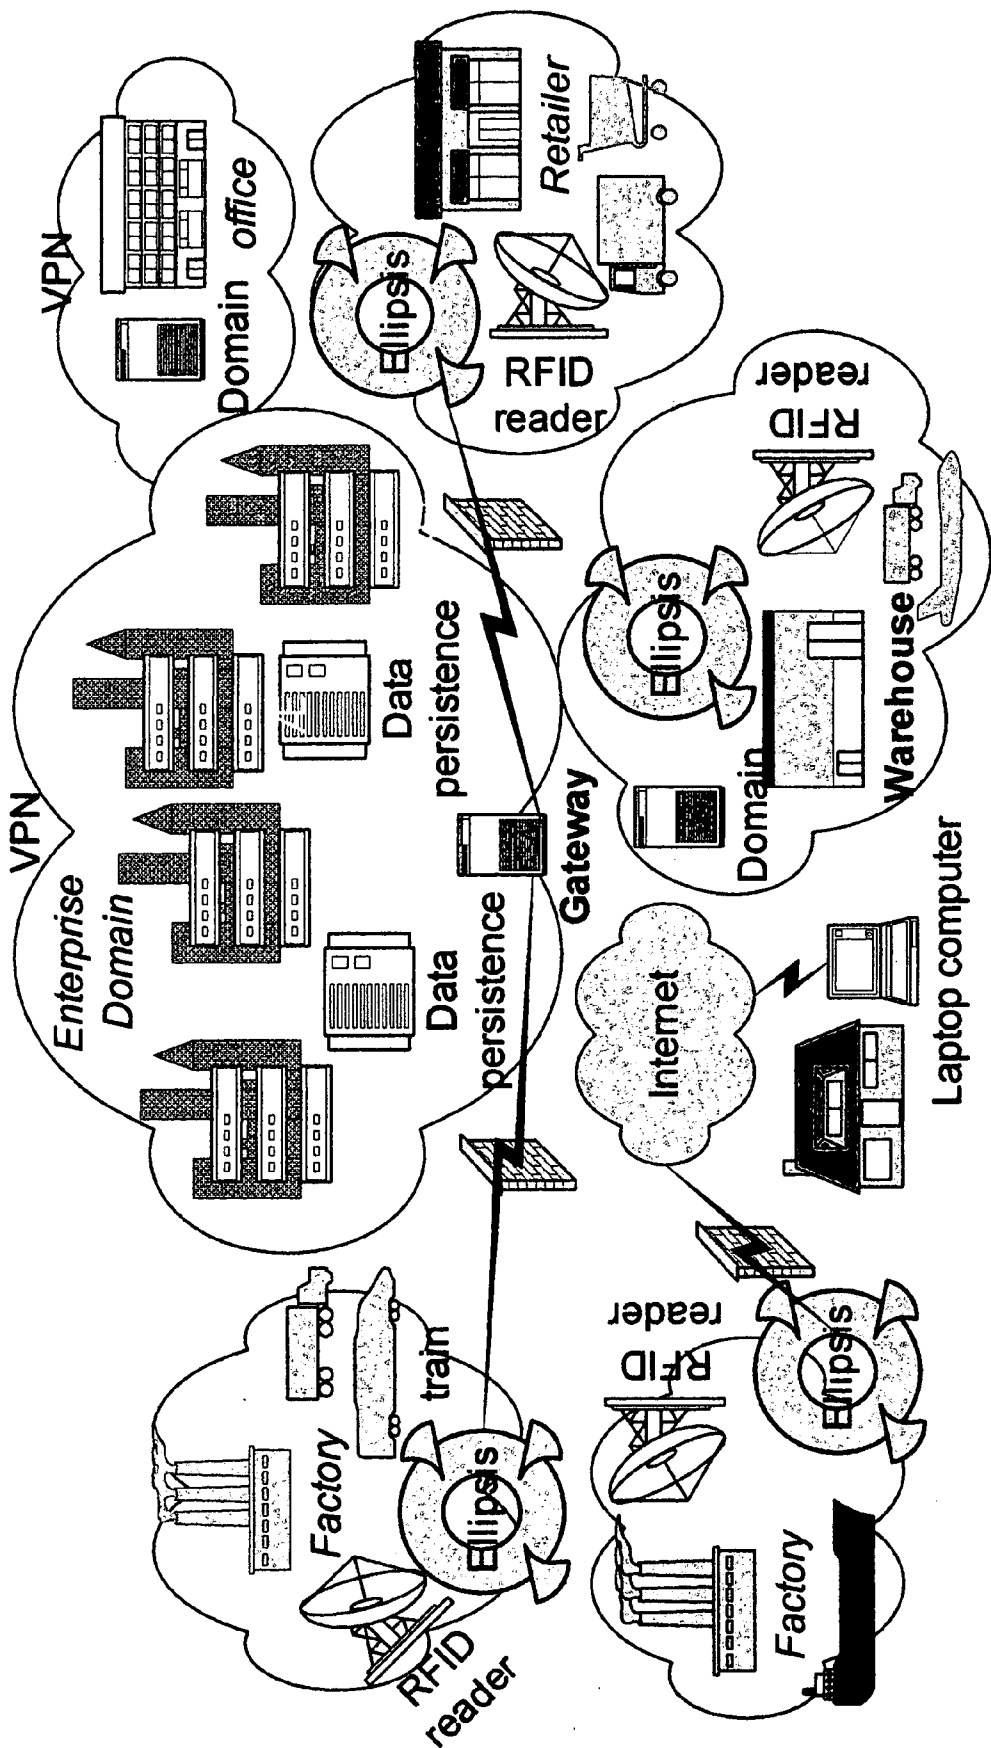 VPN
VPN
Enterprise
Domain
Domain office
Data
persistence
Data
persistence
Gateway
Factory
train
Ellipsis
RFID
reader
Ellipsis
Retailer
RFID
reader
Internet
Laptop computer
Factory
RFID
reader
Ellipsis
Domain
Ellipsis
Warehouse
RFID
reader